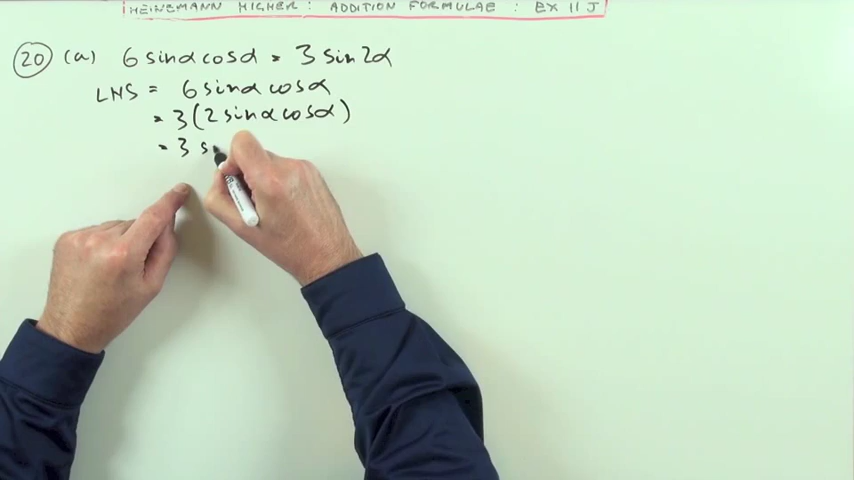 HEINEMANN HIGHER: ADDITION FORMULAE: EX 11 J
20 (a) 6 sinα cosα = 3 sin 2α
LHS = 6 sinα cosα
= 3(2 sinα cosα)
= 3 s